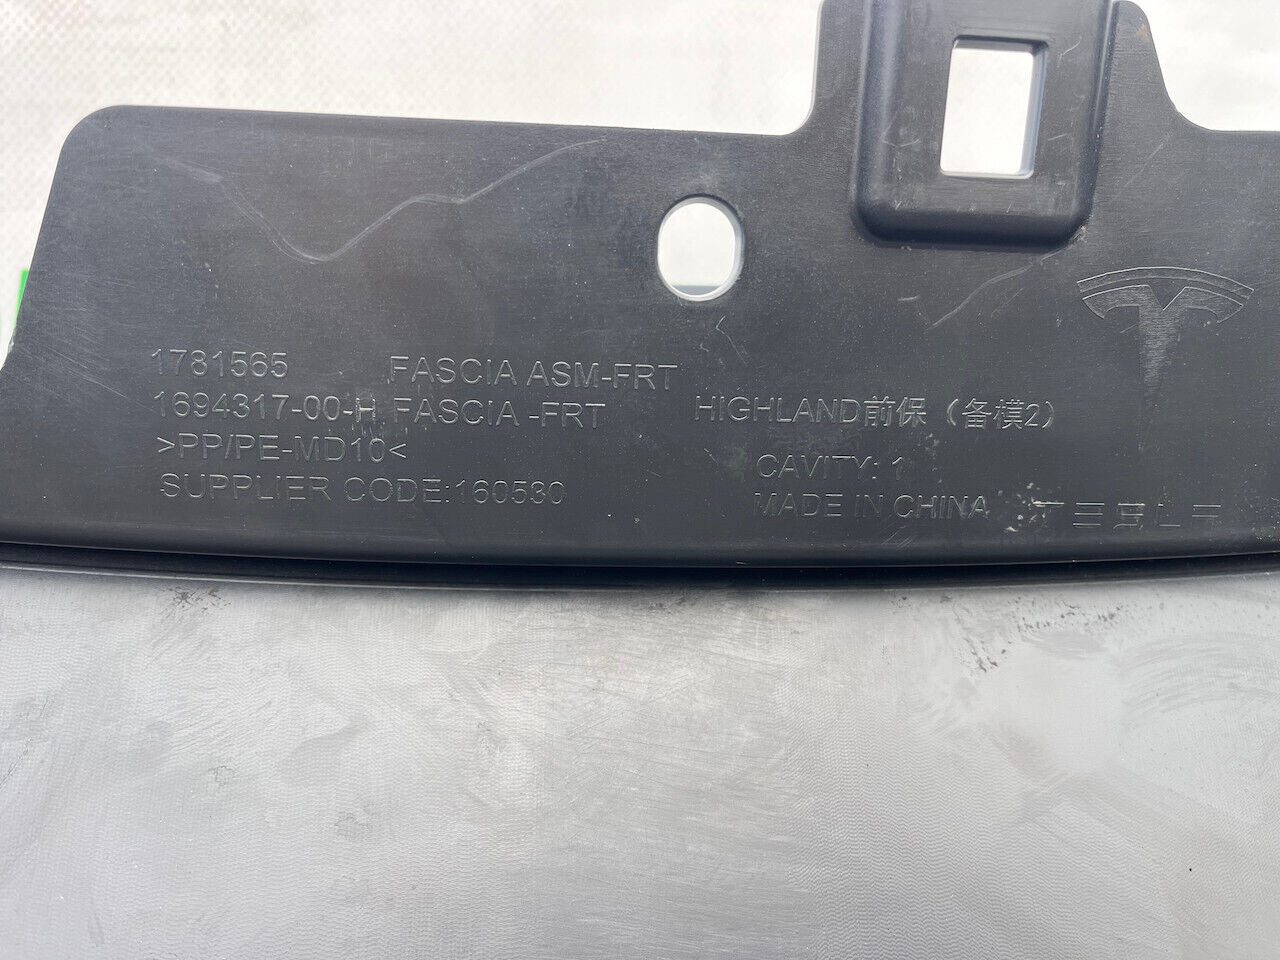 1781565 FASCIA ASM-FRT
1694317-00-H FASCIA -FRT HIGHLAND前保（备模2）
>PP/PE-MD10<
CAVITY: 1
SUPPLIER CODE:160530
MADE IN CHINA TESLA